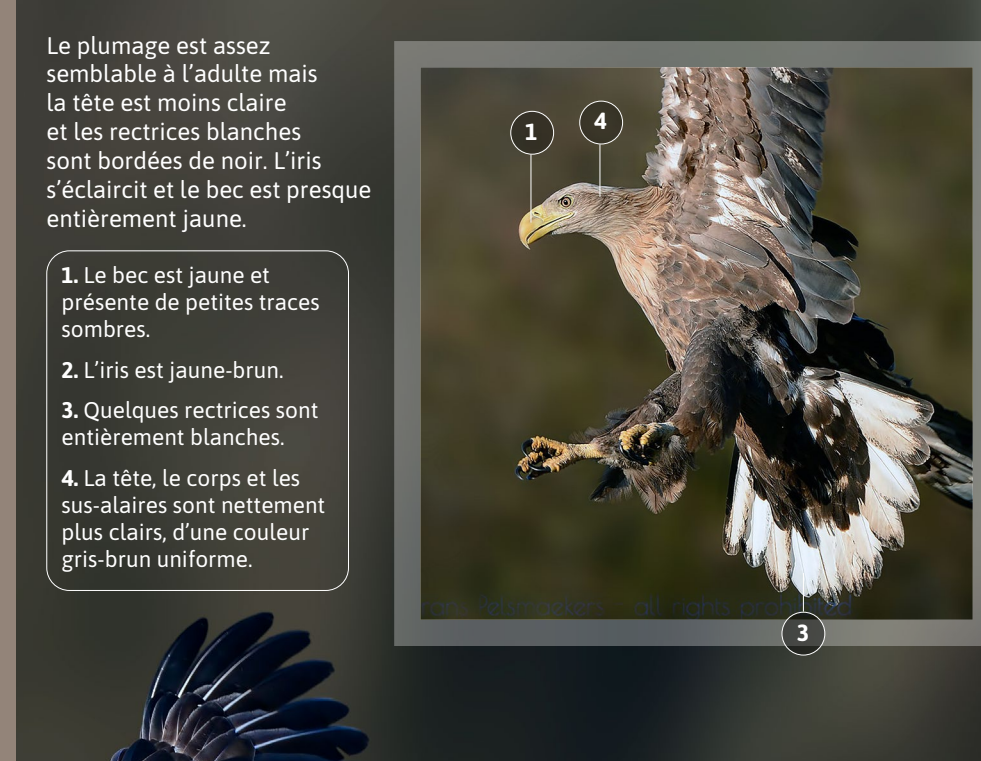 Le plumage est assez
semblable à l’adulte mais
la tête est moins claire
et les rectrices blanches
sont bordées de noir. L’iris
s’éclaircit et le bec est presque
entièrement jaune.
1. Le bec est jaune et
présente de petites traces
sombres.
2. L’iris est jaune-brun.
3. Quelques rectrices sont
entièrement blanches.
4. La tête, le corps et les
sus-alaires sont nettement
plus clairs, d’une couleur
gris-brun uniforme.
1
4
all rights prohibited
3